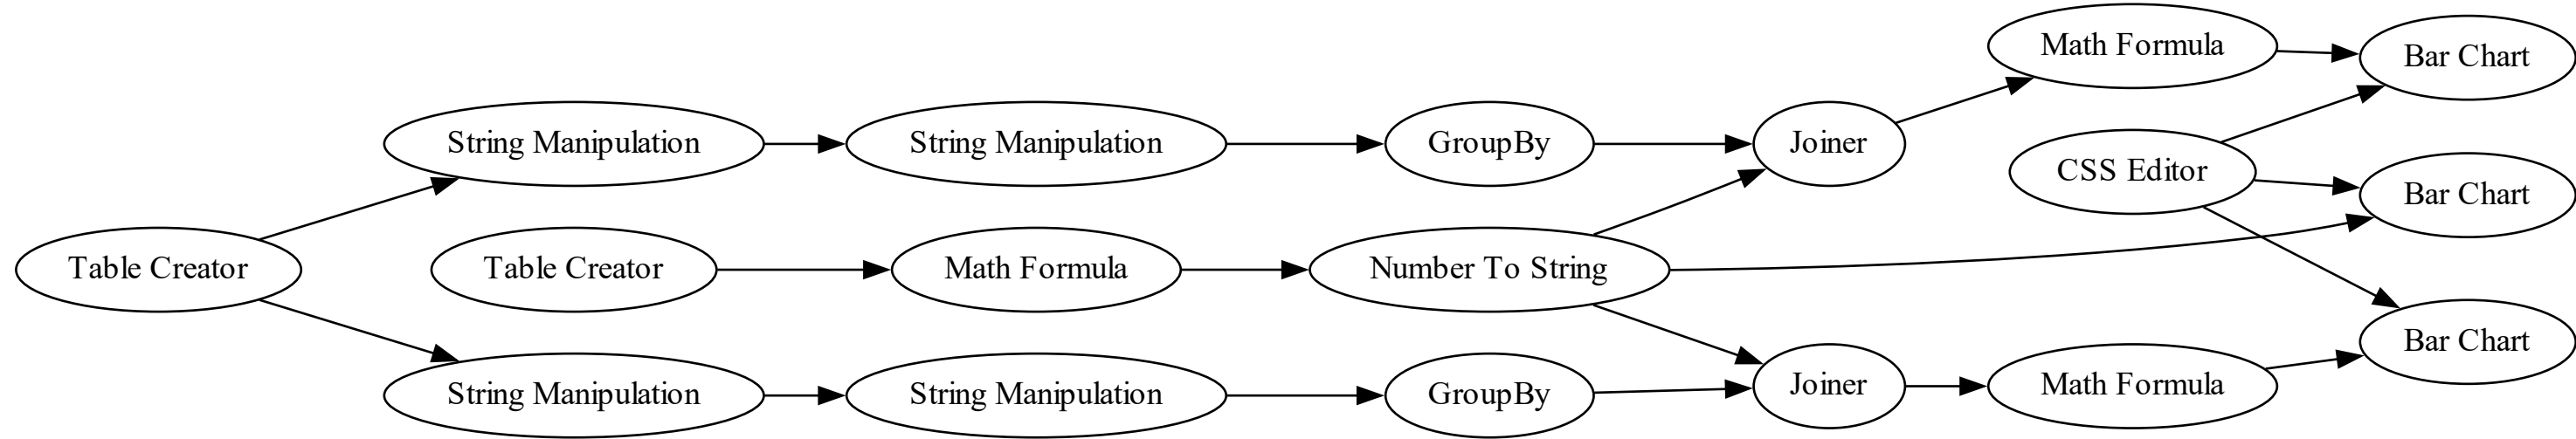 Math Formula
Bar Chart
String Manipulation
String Manipulation
GroupBy
Joiner
CSS Editor
Bar Chart
Table Creator
Table Creator
Math Formula
Number To String
Bar Chart
String Manipulation
String Manipulation
GroupBy
Joiner
Math Formula